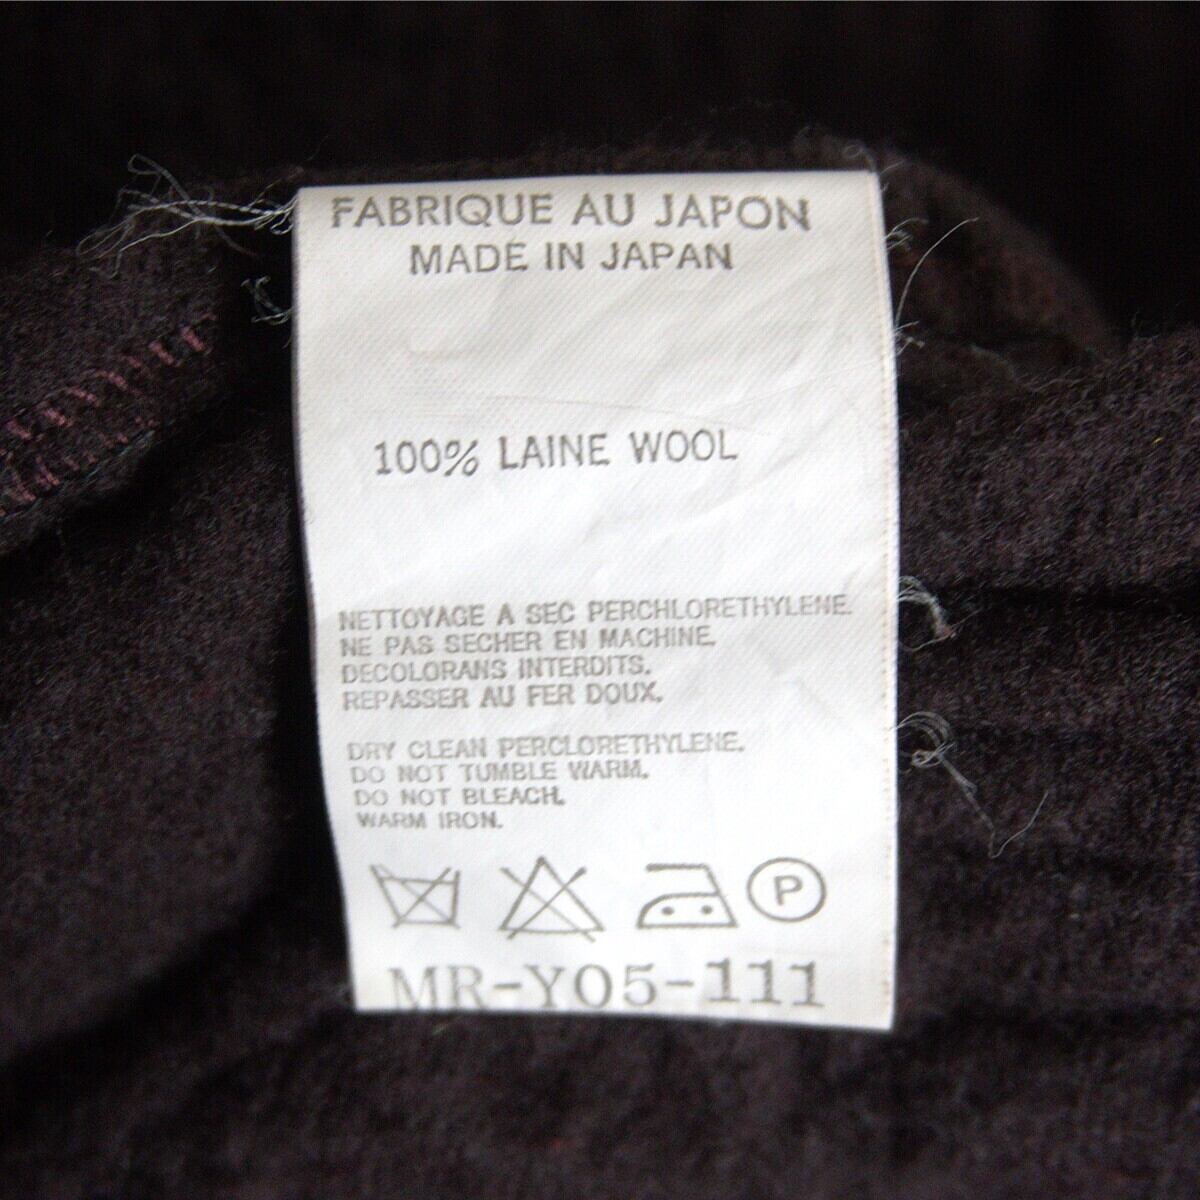 FABRIQUE AU JAPON
MADE IN JAPAN
100% LAINE WOOL
NETTOYAGE A SEC PERCHLORETHYLENE.
NE PAS SECHER EN MACHINE.
DECOLORANS INTERDITS.
REPASSER AU FER DOUX.
DRY CLEAN PERCLORETHYLENE.
DO NOT TUMBLE WARM.
DO NOT BLEACH.
WARM IRON.
P
MR-Y05-111